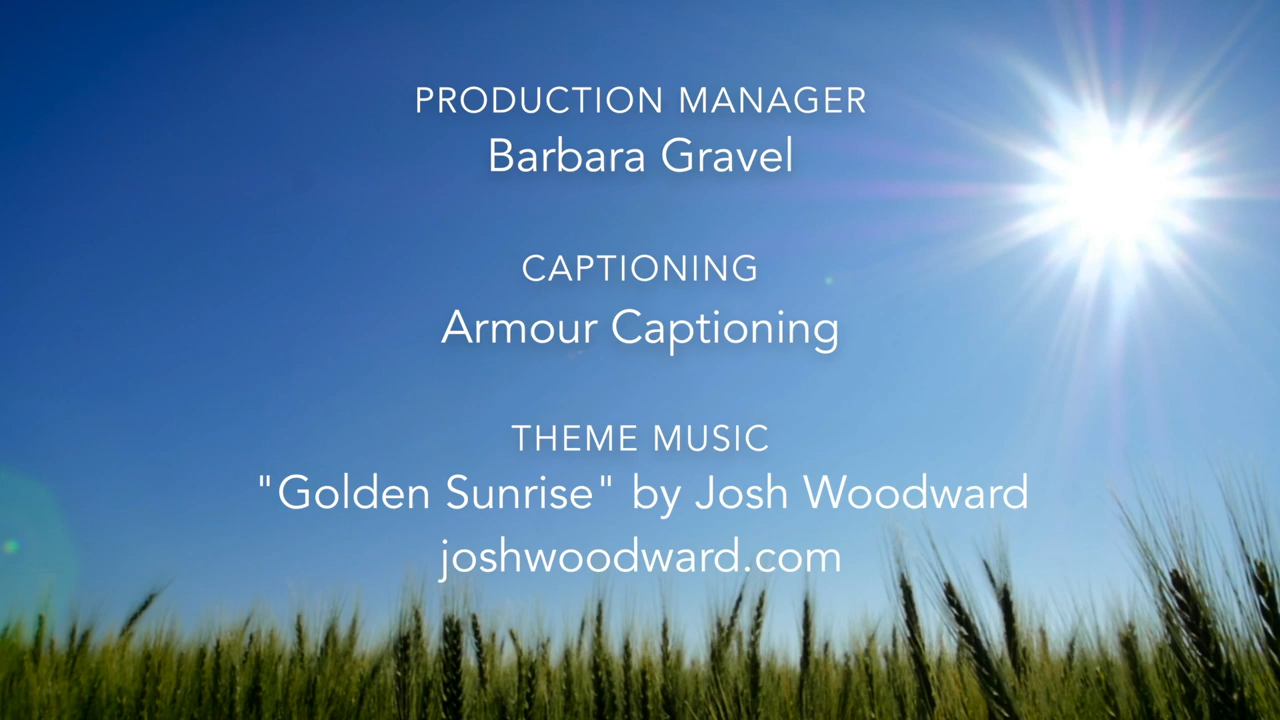 PRODUCTION MANAGER
Barbara Gravel
CAPTIONING
Armour Captioning
THEME MUSIC
"Golden Sunrise" by Josh Woodward
joshwoodward.com